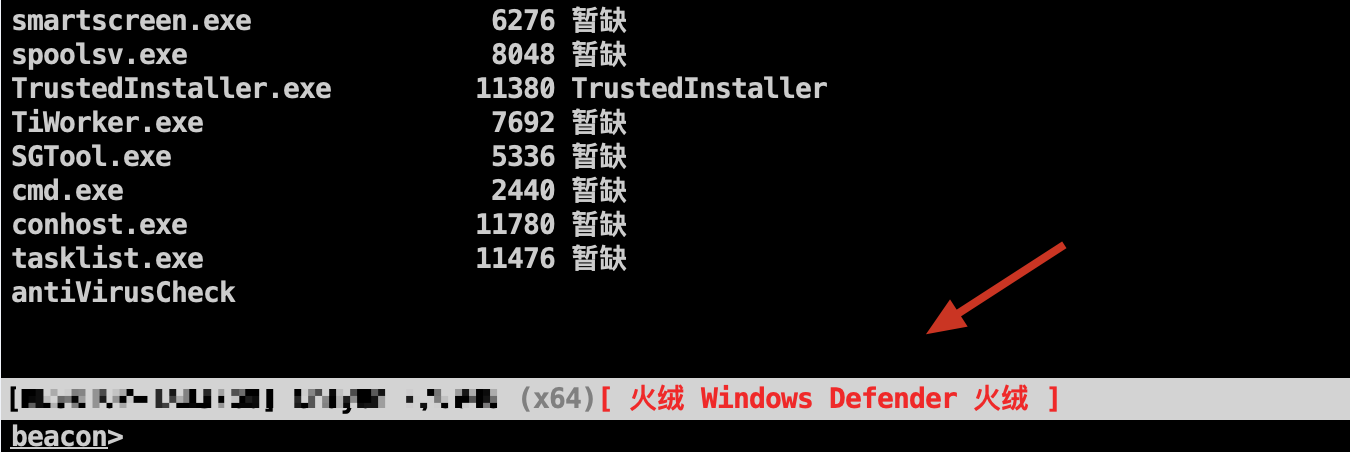 smartscreen.exe 6276 暂缺
spoolsv.exe 8048 暂缺
TrustedInstaller.exe 11380 TrustedInstaller
TiWorker.exe 7692 暂缺
SGTool.exe 5336 暂缺
cmd.exe 2440 暂缺
conhost.exe 11780 暂缺
tasklist.exe 11476 暂缺
antiVirusCheck
(x64)[ 火绒 Windows Defender 火绒 ]
beacon>